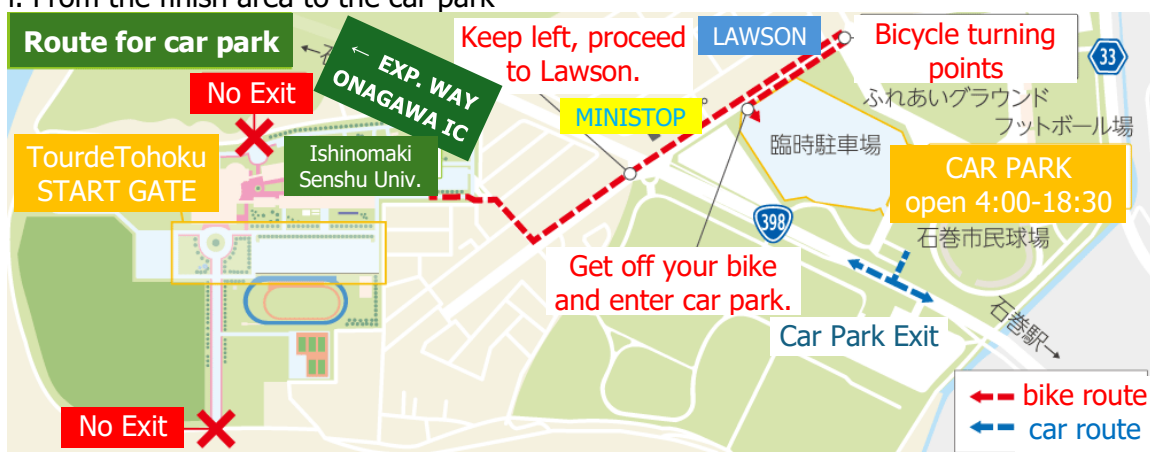 i. From the finish area to the car park
Route for car park
← EXP. WAY
ONAGAWA IC
Keep left, proceed
to Lawson.
LAWSON
Bicycle turning
points
33
No Exit
MINISTOP
ふれあいグラウンド
フットボール場
TourdeTohoku
START GATE
Ishinomaki
Senshu Univ.
臨時駐車場
CAR PARK
open 4:00-18:30
398
石巻市民球場
Get off your bike
and enter car park.
石巻駅→
Car Park Exit
No Exit
bike route
car route